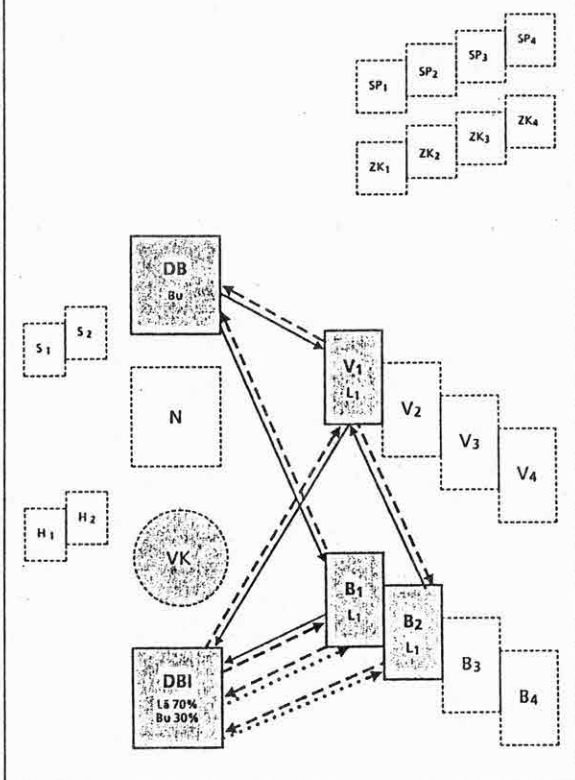 SP4
SP3
SP2
SP1
ZK4
ZK3
ZK2
ZK1
DB
Bu
S1
S2
V1
L1
V2
V3
V4
N
H1
H2
VK
B1
L1
B2
L1
B3
B4
DBI
Lä 70%
Bu 30%